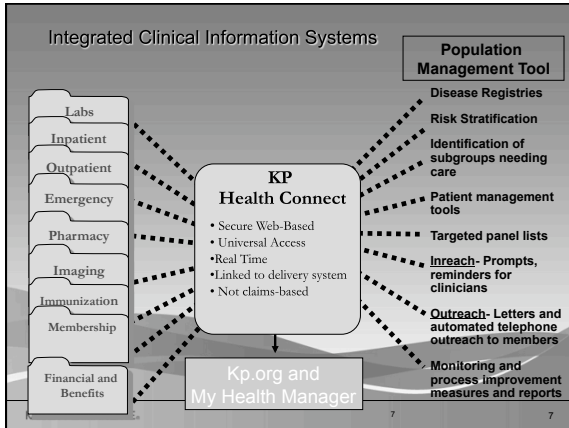 Integrated Clinical Information Systems
Population
Management Tool
Labs
Inpatient
Outpatient
Emergency
Pharmacy
Imaging
Immunization
Membership
Financial and
Benefits
KP
Health Connect
• Secure Web-Based
• Universal Access
•Real Time
•Linked to delivery system
• Not claims-based
Kp.org and
My Health Manager
Disease Registries
Risk Stratification
Identification of
subgroups needing
care
Patient management
tools
Targeted panel lists
Inreach- Prompts,
reminders for
clinicians
Outreach- Letters and
automated telephone
outreach to members
Monitoring and
process improvement
measures and reports
7
7